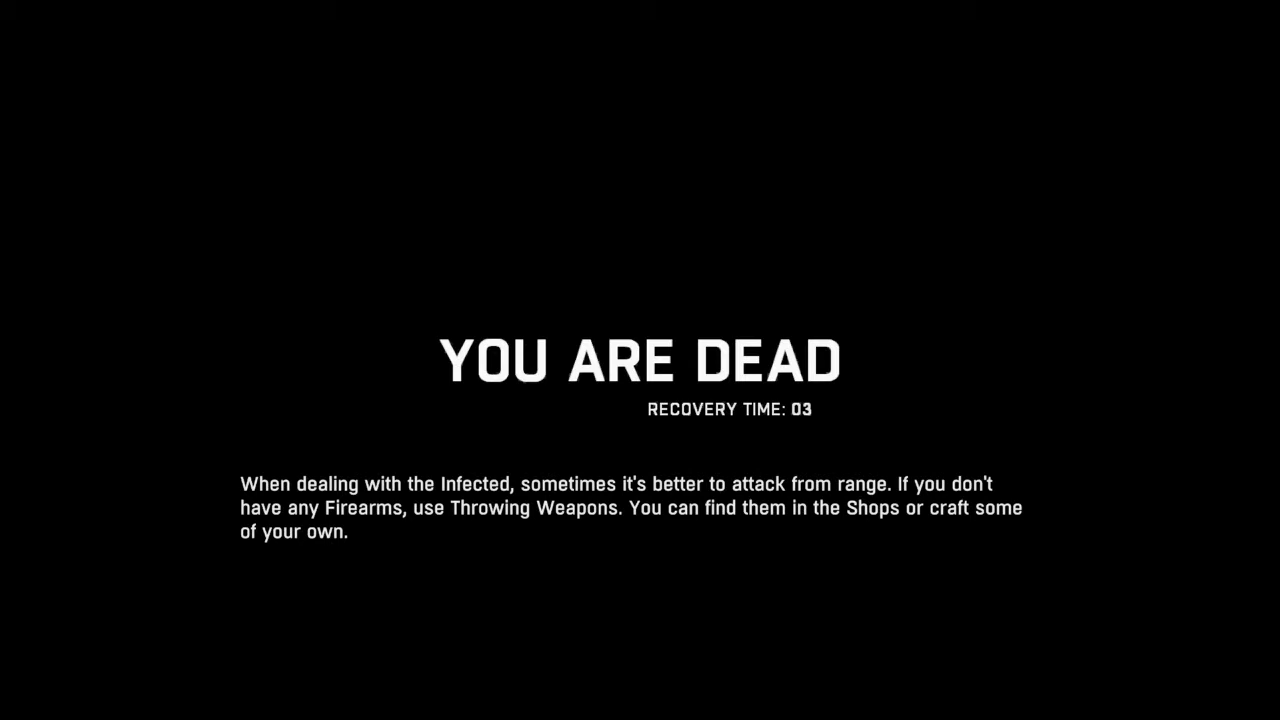 YOU ARE DEAD
RECOVERY TIME: 03
When dealing with the Infected, sometimes it's better to attack from range. If you don't
have any Firearms, use Throwing Weapons. You can find them in the Shops or craft some
of your own.